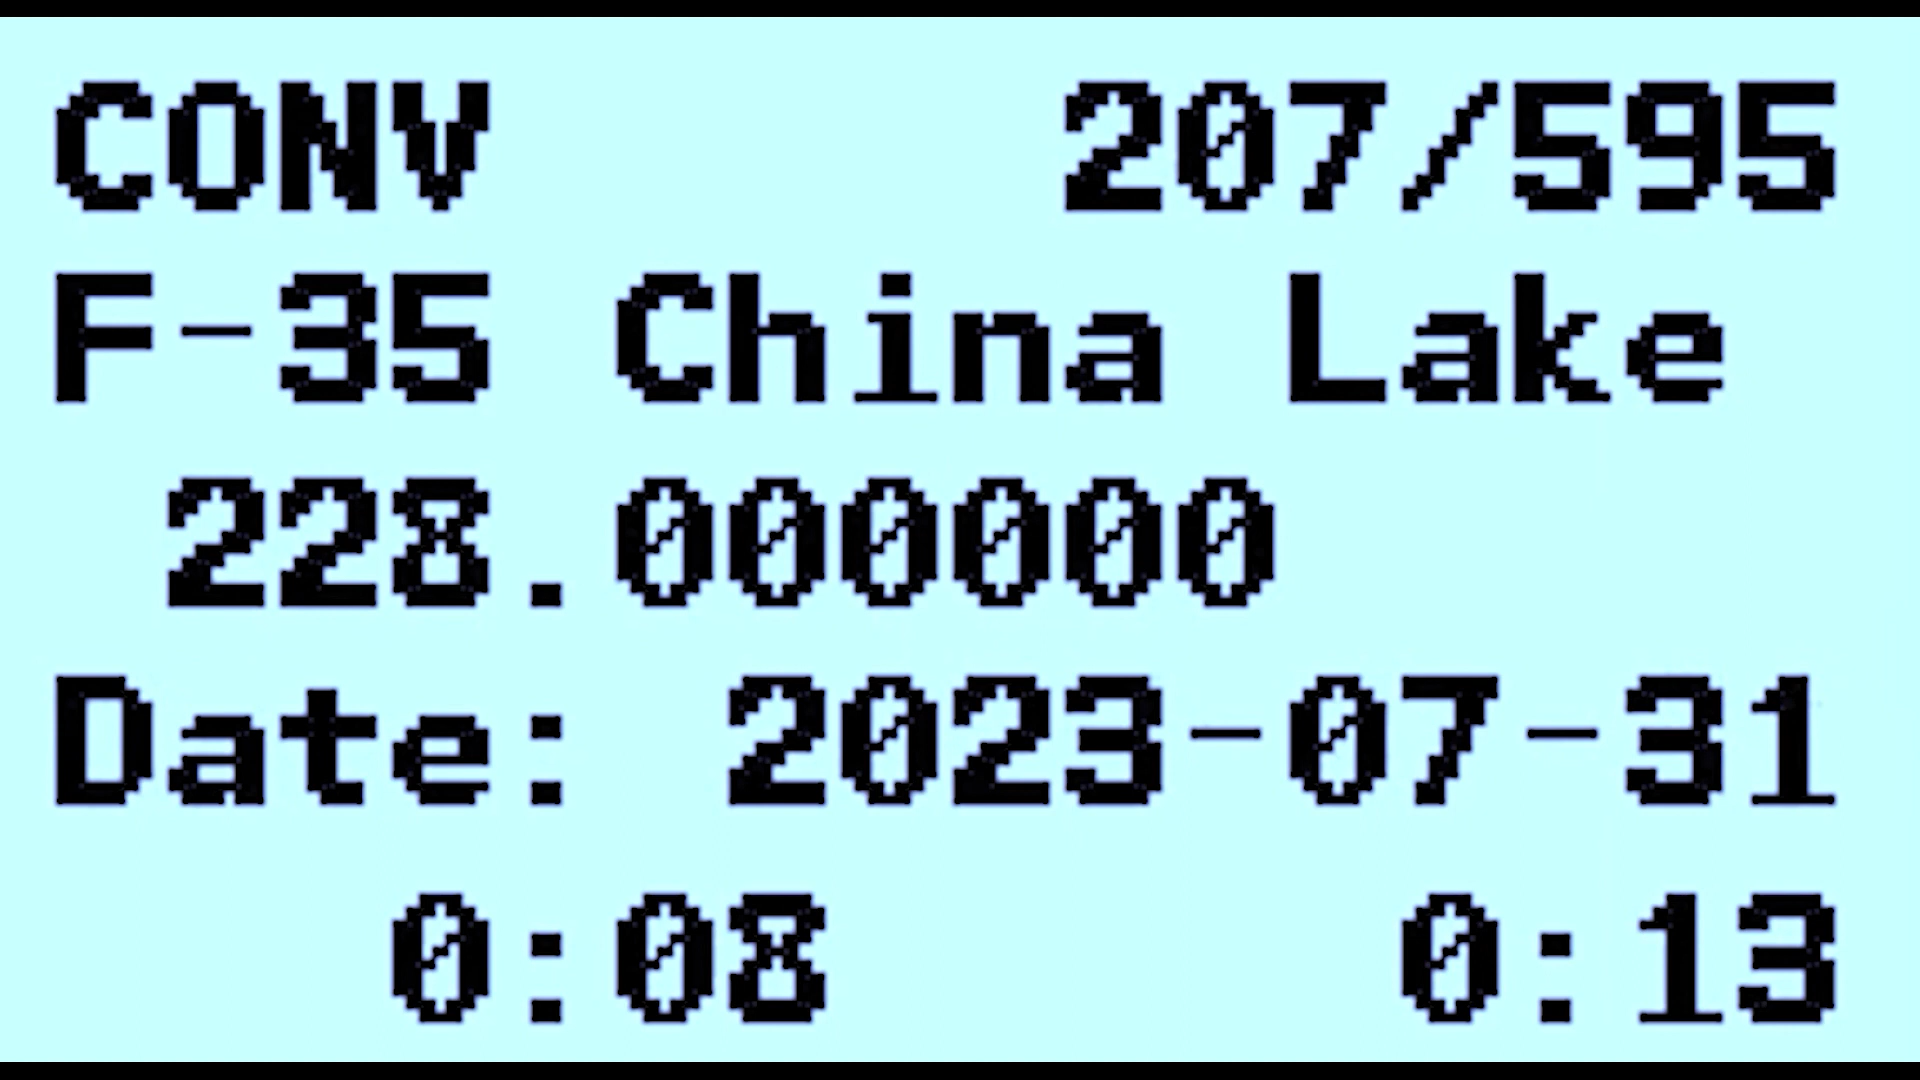 CONV 207/595
F-35 China Lake
228.000000
Date: 2023-07-31
0:08 0:13